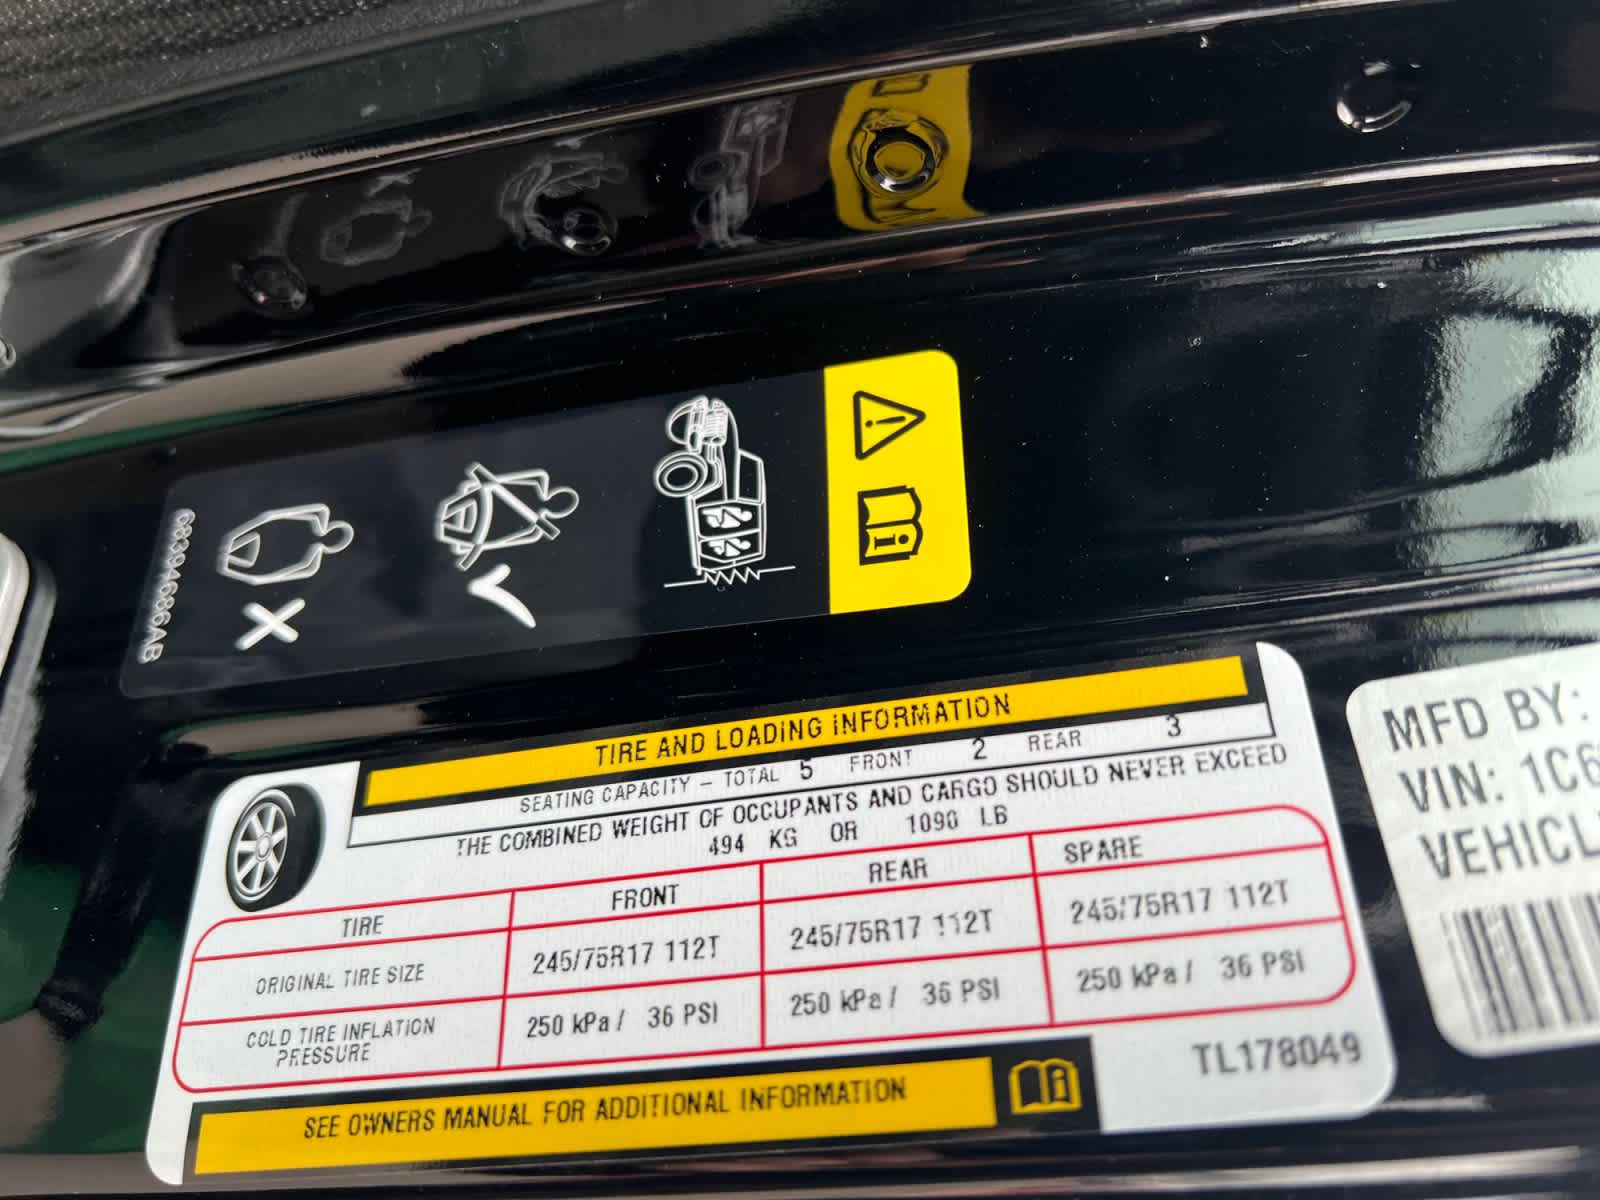 68394686AB
TIRE AND LOADING INFORMATION
SEATING CAPACITY – TOTAL 5 FRONT 2 REAR 3
THE COMBINED WEIGHT OF OCCUPANTS AND CARGO SHOULD NEVER EXCEED
494 KG OR 1090 LB
TIRE FRONT REAR SPARE
ORIGINAL TIRE SIZE 245/75R17 112T 245/75R17 112T 245/75R17 112T
COLD TIRE INFLATION
PRESSURE 250 kPa / 36 PSI 250 kPa / 36 PSI 250 kPa / 36 PSI
SEE OWNERS MANUAL FOR ADDITIONAL INFORMATION
TL178049
MFD BY:
VIN: 1C6
VEHICL